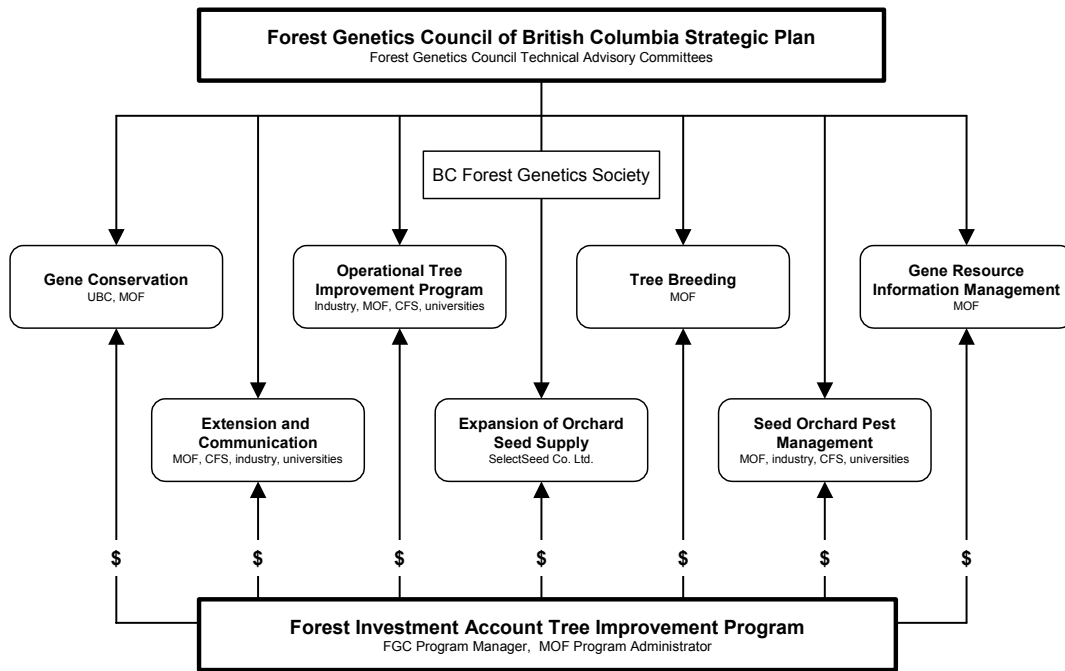 Forest Genetics Council of British Columbia Strategic Plan
Forest Genetics Council Technical Advisory Committees
BC Forest Genetics Society
Gene Conservation
UBC, MOF
Operational Tree
Improvement Program
Industry, MOF, CFS, universities
Tree Breeding
MOF
Gene Resource
Information Management
MOF
Extension and
Communication
MOF, CFS, industry, universities
Expansion of Orchard
Seed Supply
SelectSeed Co. Ltd.
Seed Orchard Pest
Management
MOF, industry, CFS, universities
$ $ $ $ $ $ $
Forest Investment Account Tree Improvement Program
FGC Program Manager, MOF Program Administrator